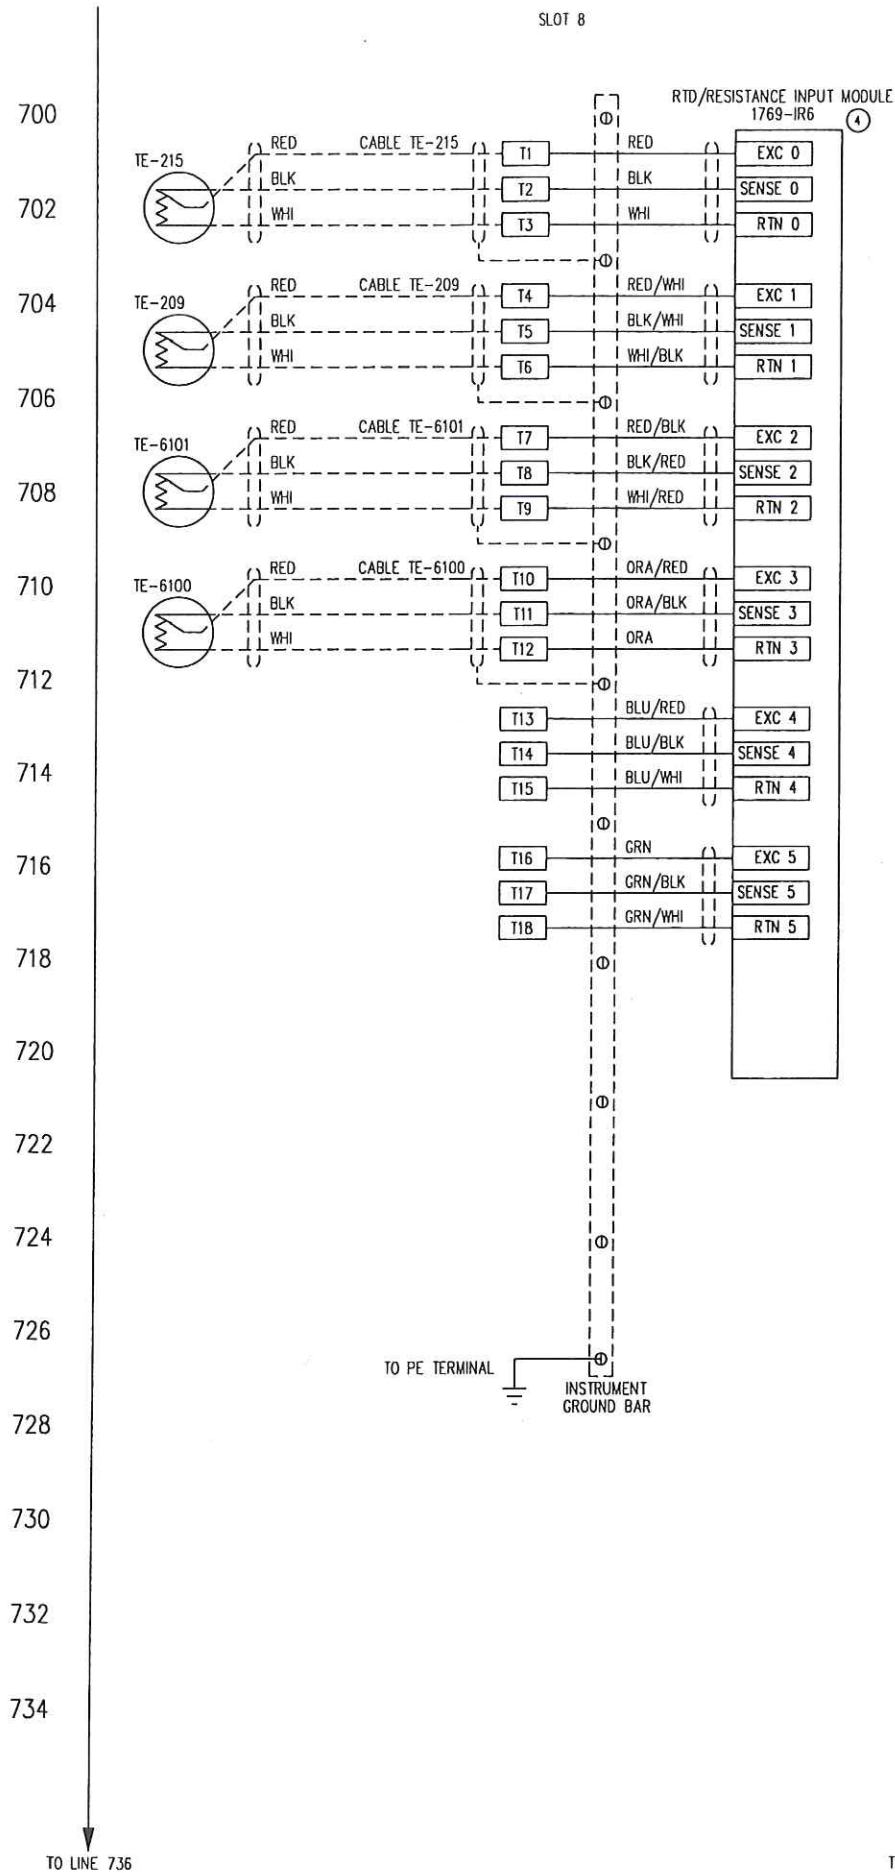 SLOT 8
RTD/RESISTANCE INPUT MODULE
1769-IR6
4
700
RED CABLE TE-215 T1 RED EXC 0
TE-215
BLK T2 BLK SENSE 0
702
WHI T3 WHI RTN 0
704
RED CABLE TE-209 T4 RED/WHI EXC 1
TE-209
BLK T5 BLK/WHI SENSE 1
WHI T6 WHI/BLK RTN 1
706
RED CABLE TE-6101 T7 RED/BLK EXC 2
TE-6101
BLK T8 BLK/RED SENSE 2
708
WHI T9 WHI/RED RTN 2
710
RED CABLE TE-6100 T10 ORA/RED EXC 3
TE-6100
BLK T11 ORA/BLK SENSE 3
WHI T12 ORA RTN 3
712
T13 BLU/RED EXC 4
T14 BLU/BLK SENSE 4
714
T15 BLU/WHI RTN 4
716
T16 GRN EXC 5
T17 GRN/BLK SENSE 5
T18 GRN/WHI RTN 5
718
720
722
724
726
TO PE TERMINAL
INSTRUMENT
GROUND BAR
728
730
732
734
TO LINE 736